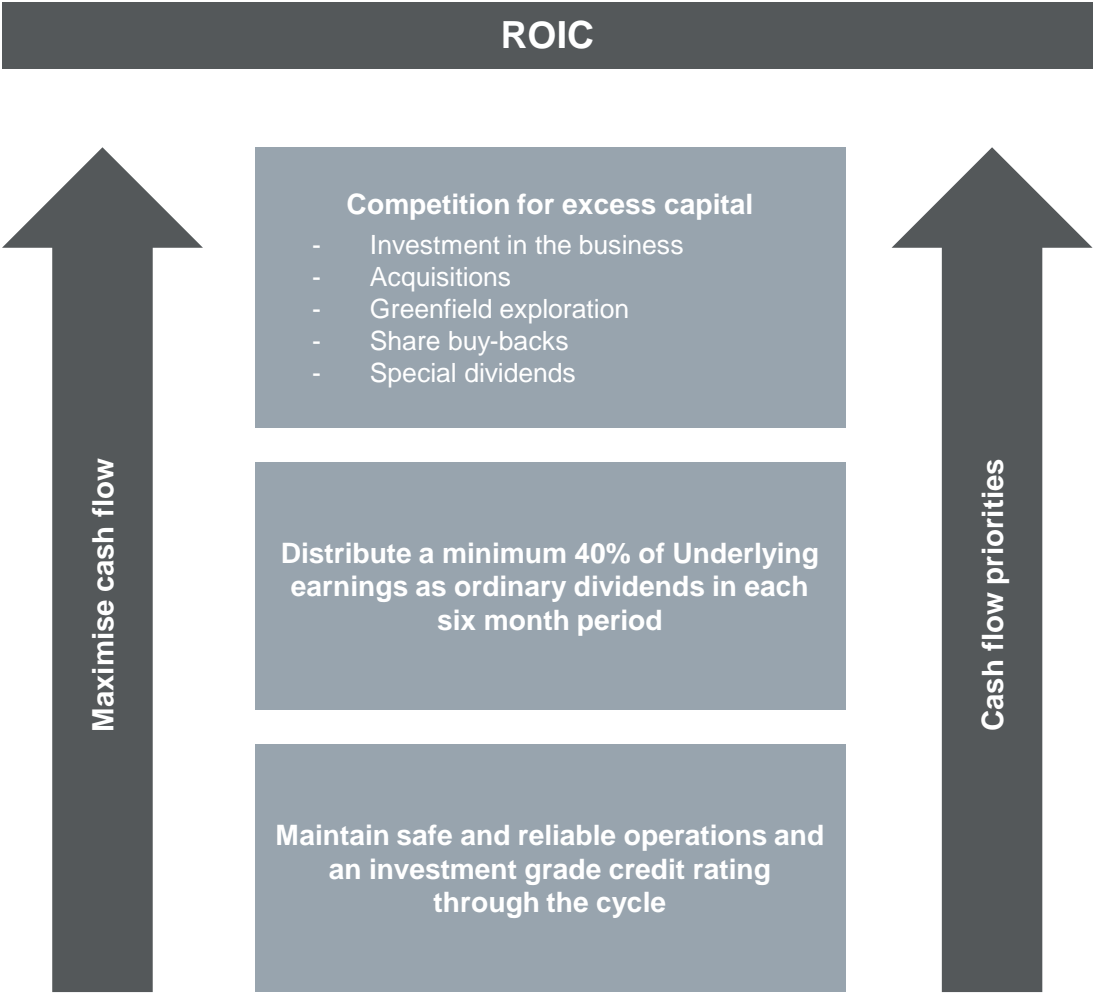 ROIC
Competition for excess capital
- Investment in the business
- Acquisitions
- Greenfield exploration
- Share buy-backs
- Special dividends
Maximise cash flow
Distribute a minimum 40% of Underlying
earnings as ordinary dividends in each
six month period
Cash flow priorities
Maintain safe and reliable operations and
an investment grade credit rating
through the cycle